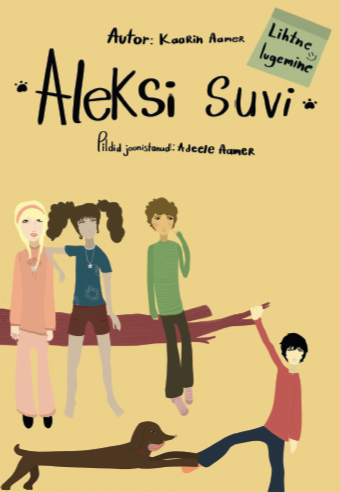 Autor: Kaarin Aamer
Lihtne
lugemine
Aleksi suvi
Pildid joonistanud: Adeele Aamer